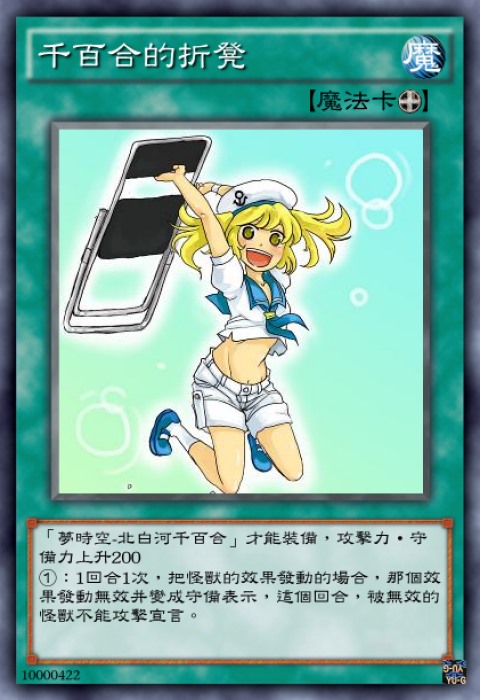 千百合的折凳
魔
【魔法卡】
「夢時空-北白河千百合」才能裝備，攻擊力・守
備力上升200
①：1回合1次，把怪獸的效果發動的場合，那個效
果發動無效并變成守備表示，這個回合，被無效的
怪獸不能攻擊宣言。
10000422